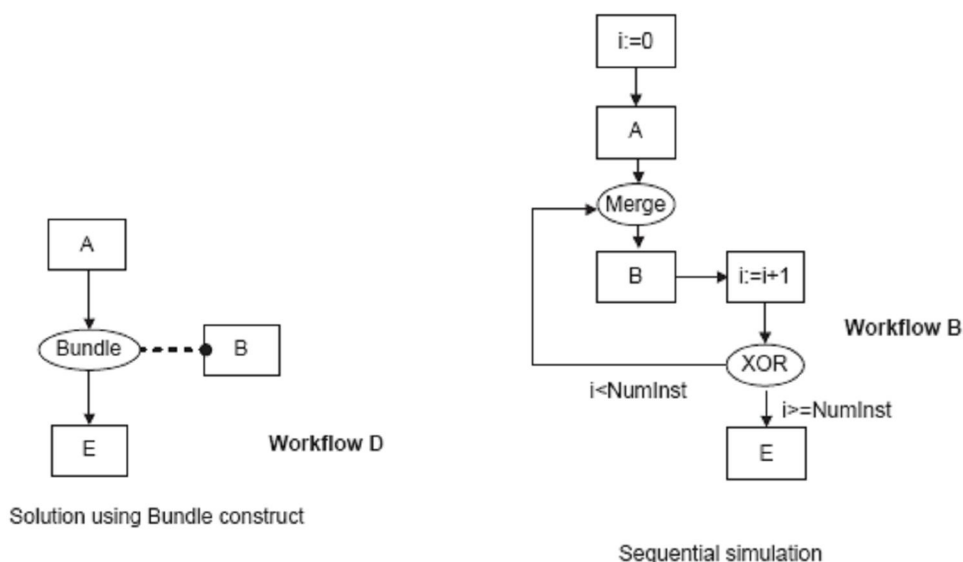 A
Bundle
B
E
Workflow D
Solution using Bundle construct
i:=0
A
Merge
B
i:=i+1
Workflow B
XOR
i<NumInst
i>=NumInst
E
Sequential simulation